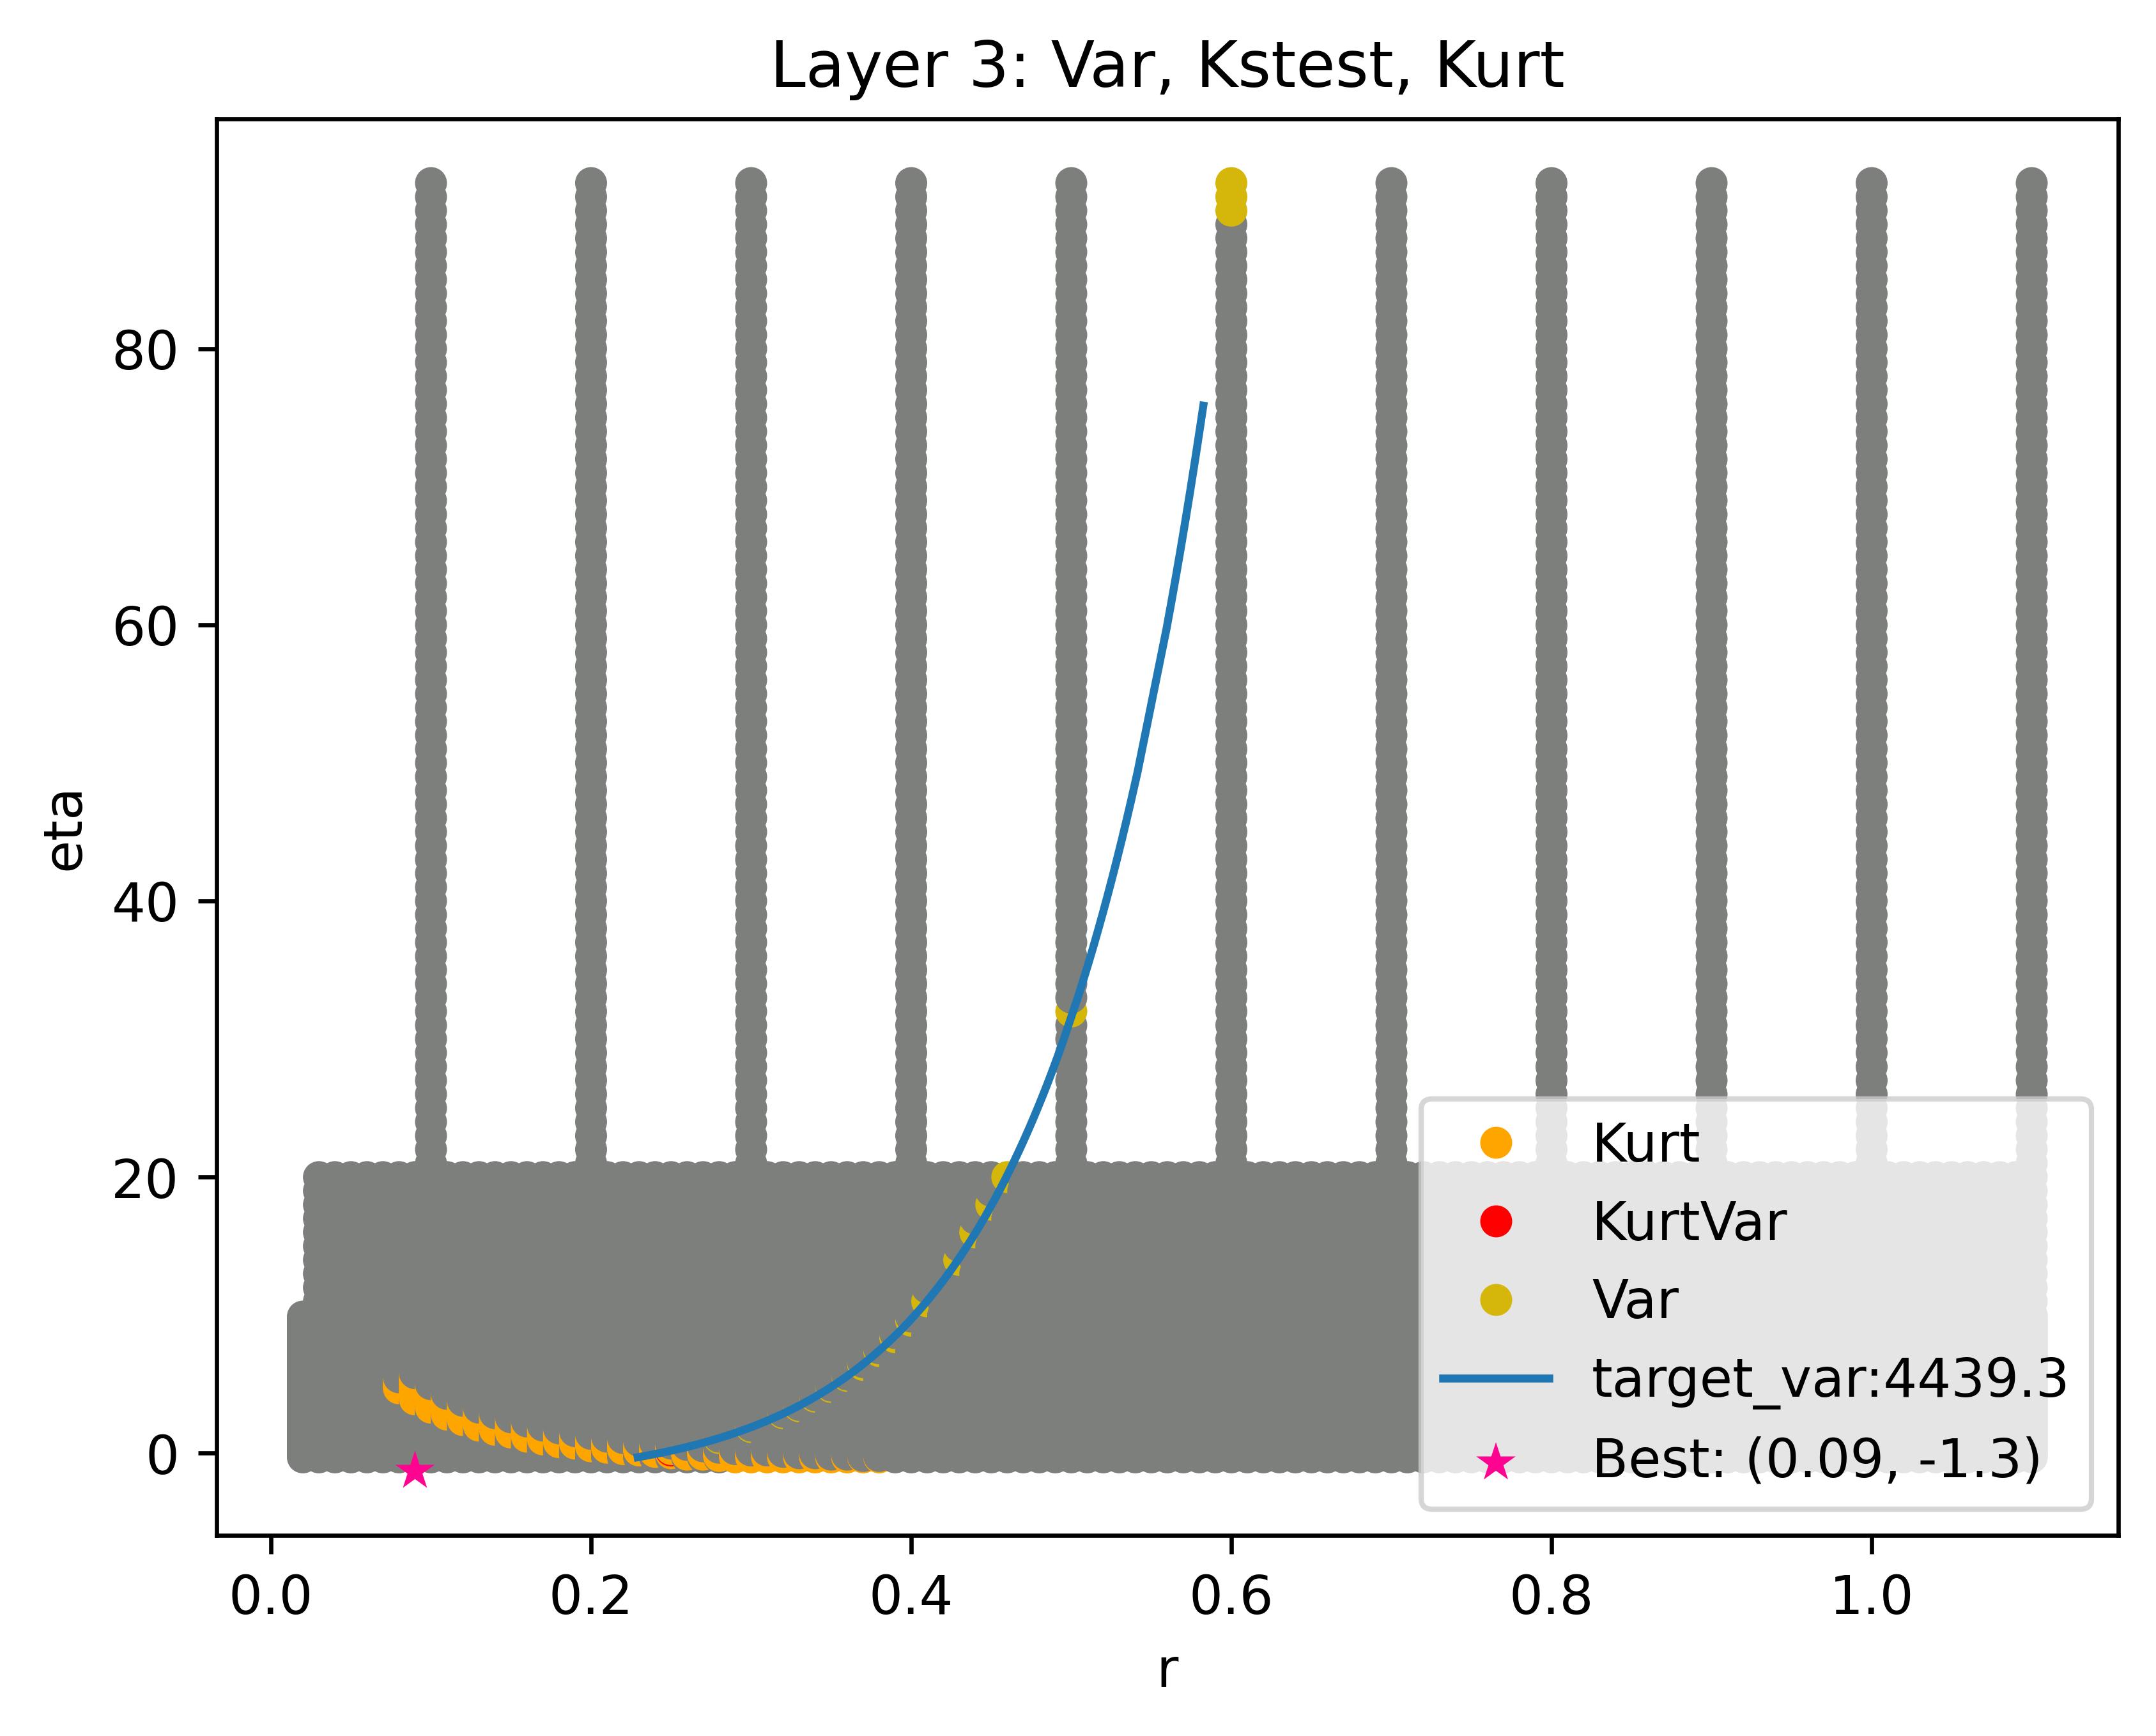 Layer 3: Var, Kstest, Kurt
eta
80
60
40
20
0
Kurt
KurtVar
Var
target_var:4439.3
Best: (0.09, -1.3)
0.0 0.2 0.4 0.6 0.8 1.0
r